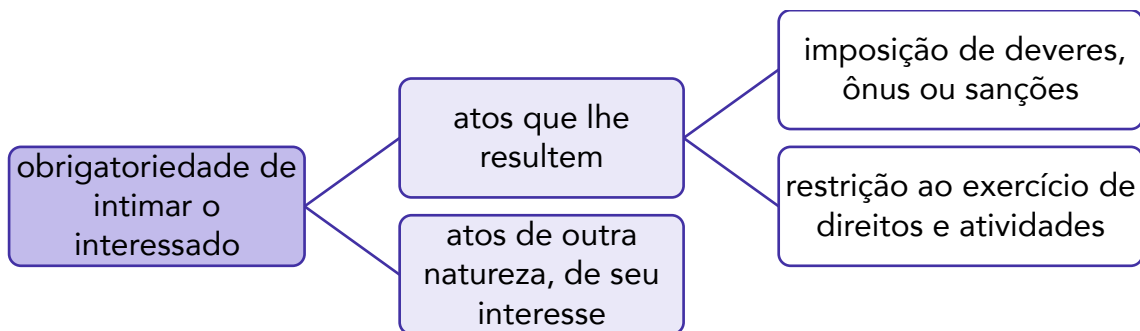 obrigatoriedade de
intimar o
interessado
atos que lhe
resultem
imposição de deveres,
ônus ou sanções
restrição ao exercício de
direitos e atividades
atos de outra
natureza, de seu
interesse